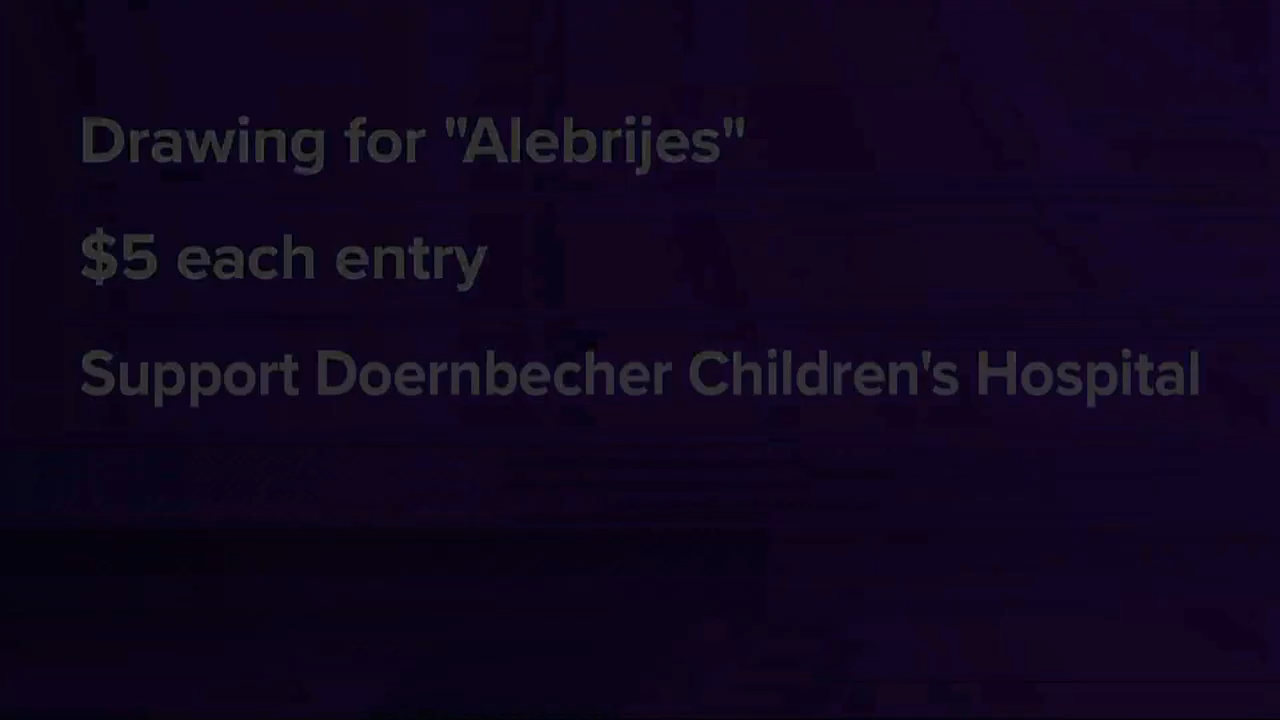 Drawing for "Alebrijes"
$5 each entry
Support Doernbecher Children's Hospital